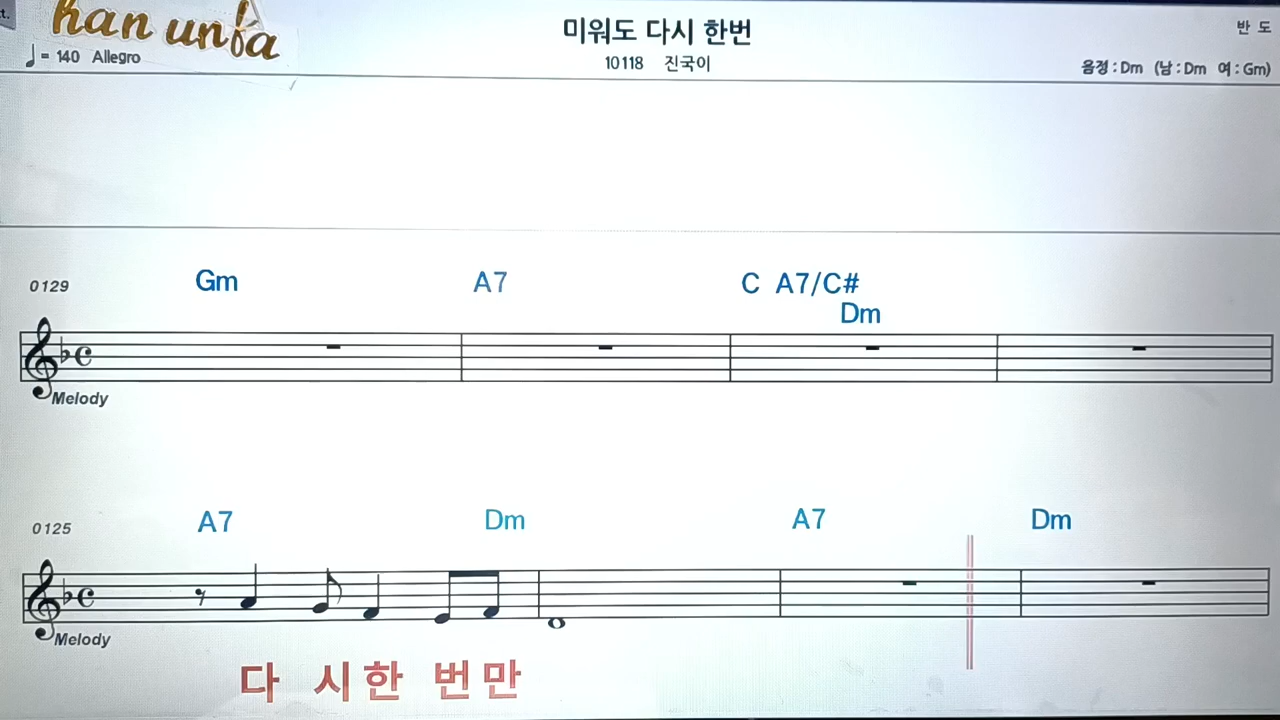 t.
han unfa
미워도 다시 한번
반 도
♩= 140 Allegro
10118 진국이
음정 : Dm (남 : Dm 여 : Gm)
0129 Gm A7 C A7/C#
Dm
Melody
0125 A7 Dm A7 Dm
Melody
다 시 한 번 만